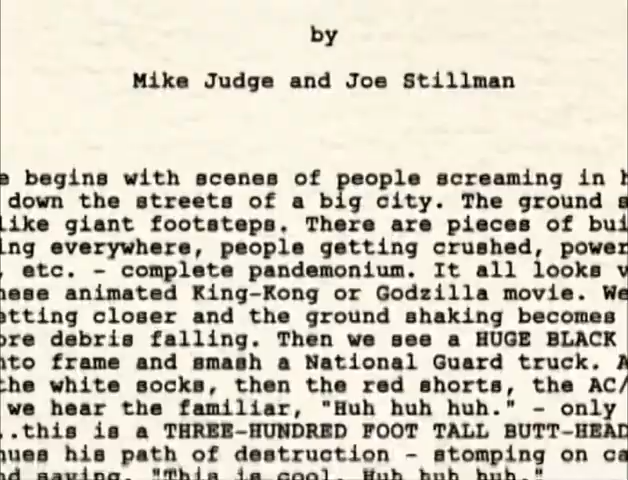 by
Mike Judge and Joe Stillman
e begins with scenes of people screaming in h
down the streets of a big city. The ground s
like giant footsteps. There are pieces of bui
ing everywhere, people getting crushed, power
, etc. - complete pandemonium. It all looks v
nese animated King-Kong or Godzilla movie. We
etting closer and the ground shaking becomes
ore debris falling. Then we see a HUGE BLACK
nto frame and smash a National Guard truck. A
the white socks, then the red shorts, the AC/
we hear the familiar, "Huh huh huh." - only
..this is a THREE-HUNDRED FOOT TALL BUTT-HEAD
nues his path of destruction - stomping on ca
nd saying, "This is cool. Huh huh huh."